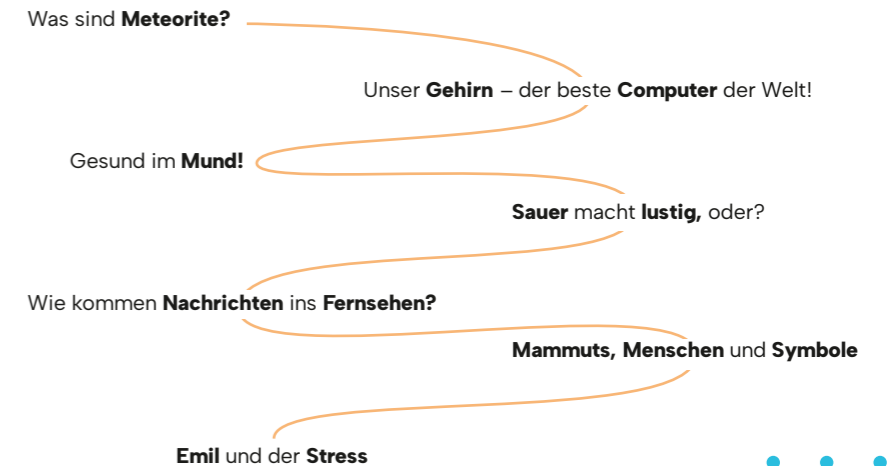 Was sind Meteorite?
Unser Gehirn – der beste Computer der Welt!
Gesund im Mund!
Sauer macht lustig, oder?
Wie kommen Nachrichten ins Fernsehen?
Mammuts, Menschen und Symbole
Emil und der Stress